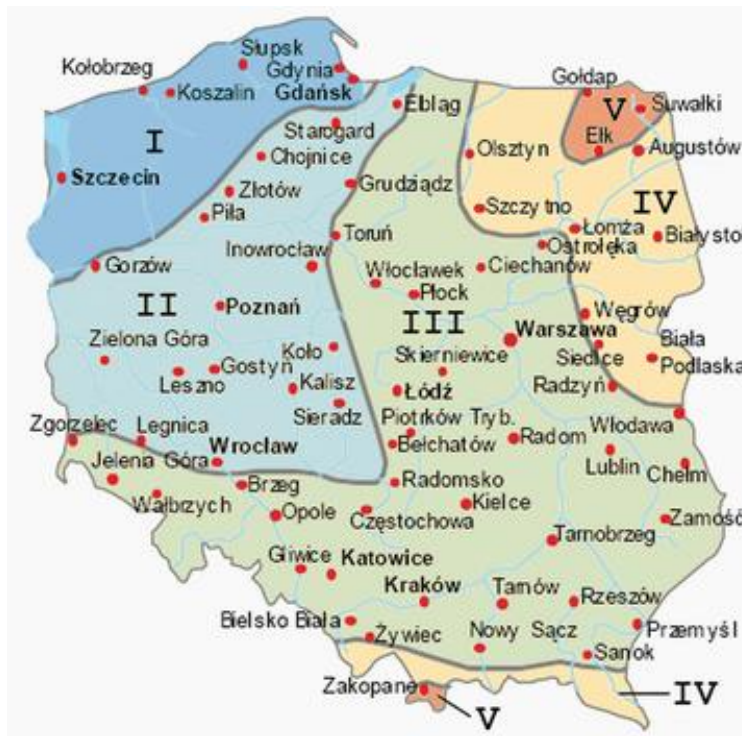 Słupsk
Kołobrzeg
Gdynia
Koszalin
Gdańsk
Elbląg
Gołdap
V
Suwałki
Starogard
I
Chojnice
Olsztyn
Ełk
Augustów
Szczecin
Złotów
Grudziądz
Szczytno
IV
Piła
Toruń
Łomża
Białysto
Inowrocław
Ostrołęka
Gorzów
Włocławek
Ciechanów
Płock
II
Poznań
III
Węgrów
Warszawa
Zielona Góra
Koło
Skierniewice
Siedlce
Biała
Podlaska
Gostyń
Leszno
Kalisz
Łódź
Radzyń
Sieradz
Zgorzelec
Legnica
Piotrków Tryb.
Włodawa
Wroclaw
Bełchatów
Radom
Lublin
Chełm
Jelenia Góra
Brzeg
Radomsko
Wałbrzych
Kielce
Opole
Częstochowa
Zamość
Tarnobrzeg
Gliwice
Katowice
Kraków
Tarnów
Rzeszów
Bielsko Biała
Żywiec
Nowy Sącz
Przemyśl
Sanok
Zakopane
IV
V